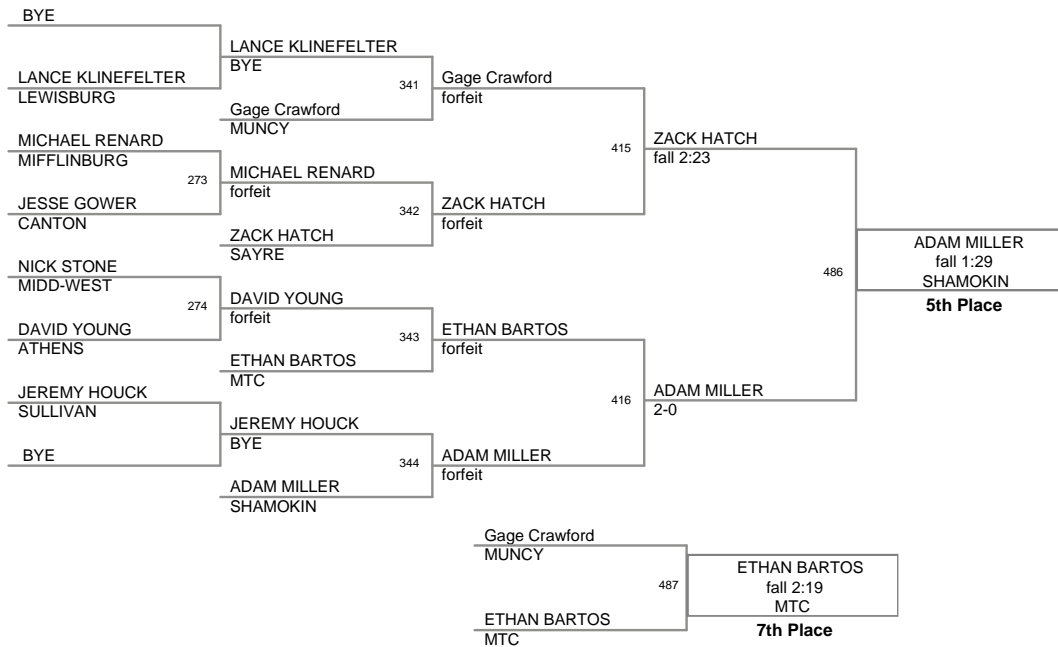 BYE
LANCE KLINEFELTER
LEWISBURG
MICHAEL RENARD
MIFFLINBURG
273
JESSE GOWER
CANTON
NICK STONE
MIDD-WEST
274
DAVID YOUNG
ATHENS
JEREMY HOUCK
SULLIVAN
BYE
LANCE KLINEFELTER
BYE
341
Gage Crawford
MUNCY
MICHAEL RENARD
forfeit
342
ZACK HATCH
SAYRE
DAVID YOUNG
forfeit
343
ETHAN BARTOS
MTC
JEREMY HOUCK
BYE
344
ADAM MILLER
SHAMOKIN
Gage Crawford
forfeit
415
ZACK HATCH
forfeit
ETHAN BARTOS
forfeit
416
ADAM MILLER
forfeit
ZACK HATCH
fall 2:23
486
ADAM MILLER
2-0
ADAM MILLER
fall 1:29
SHAMOKIN
5th Place
Gage Crawford
MUNCY
487
ETHAN BARTOS
MTC
ETHAN BARTOS
fall 2:19
MTC
7th Place